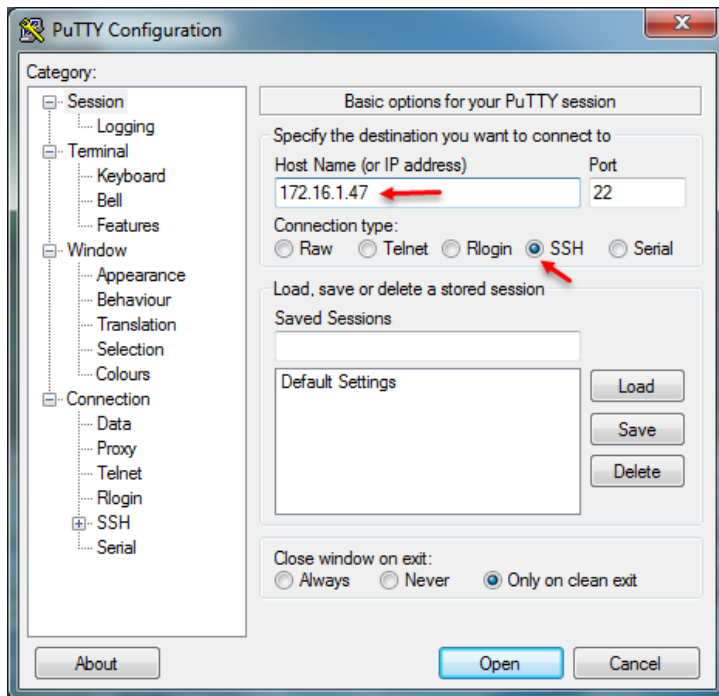 PuTTY Configuration
Category:
Session
Logging
Terminal
Keyboard
Bell
Features
Window
Appearance
Behaviour
Translation
Selection
Colours
Connection
Data
Proxy
Telnet
Rlogin
SSH
Serial
Basic options for your PuTTY session
Specify the destination you want to connect to
Host Name (or IP address) Port
172.16.1.47 22
Connection type:
Raw Telnet Rlogin SSH Serial
Load, save or delete a stored session
Saved Sessions
Default Settings
Load
Save
Delete
Close window on exit:
Always Never Only on clean exit
About Open Cancel